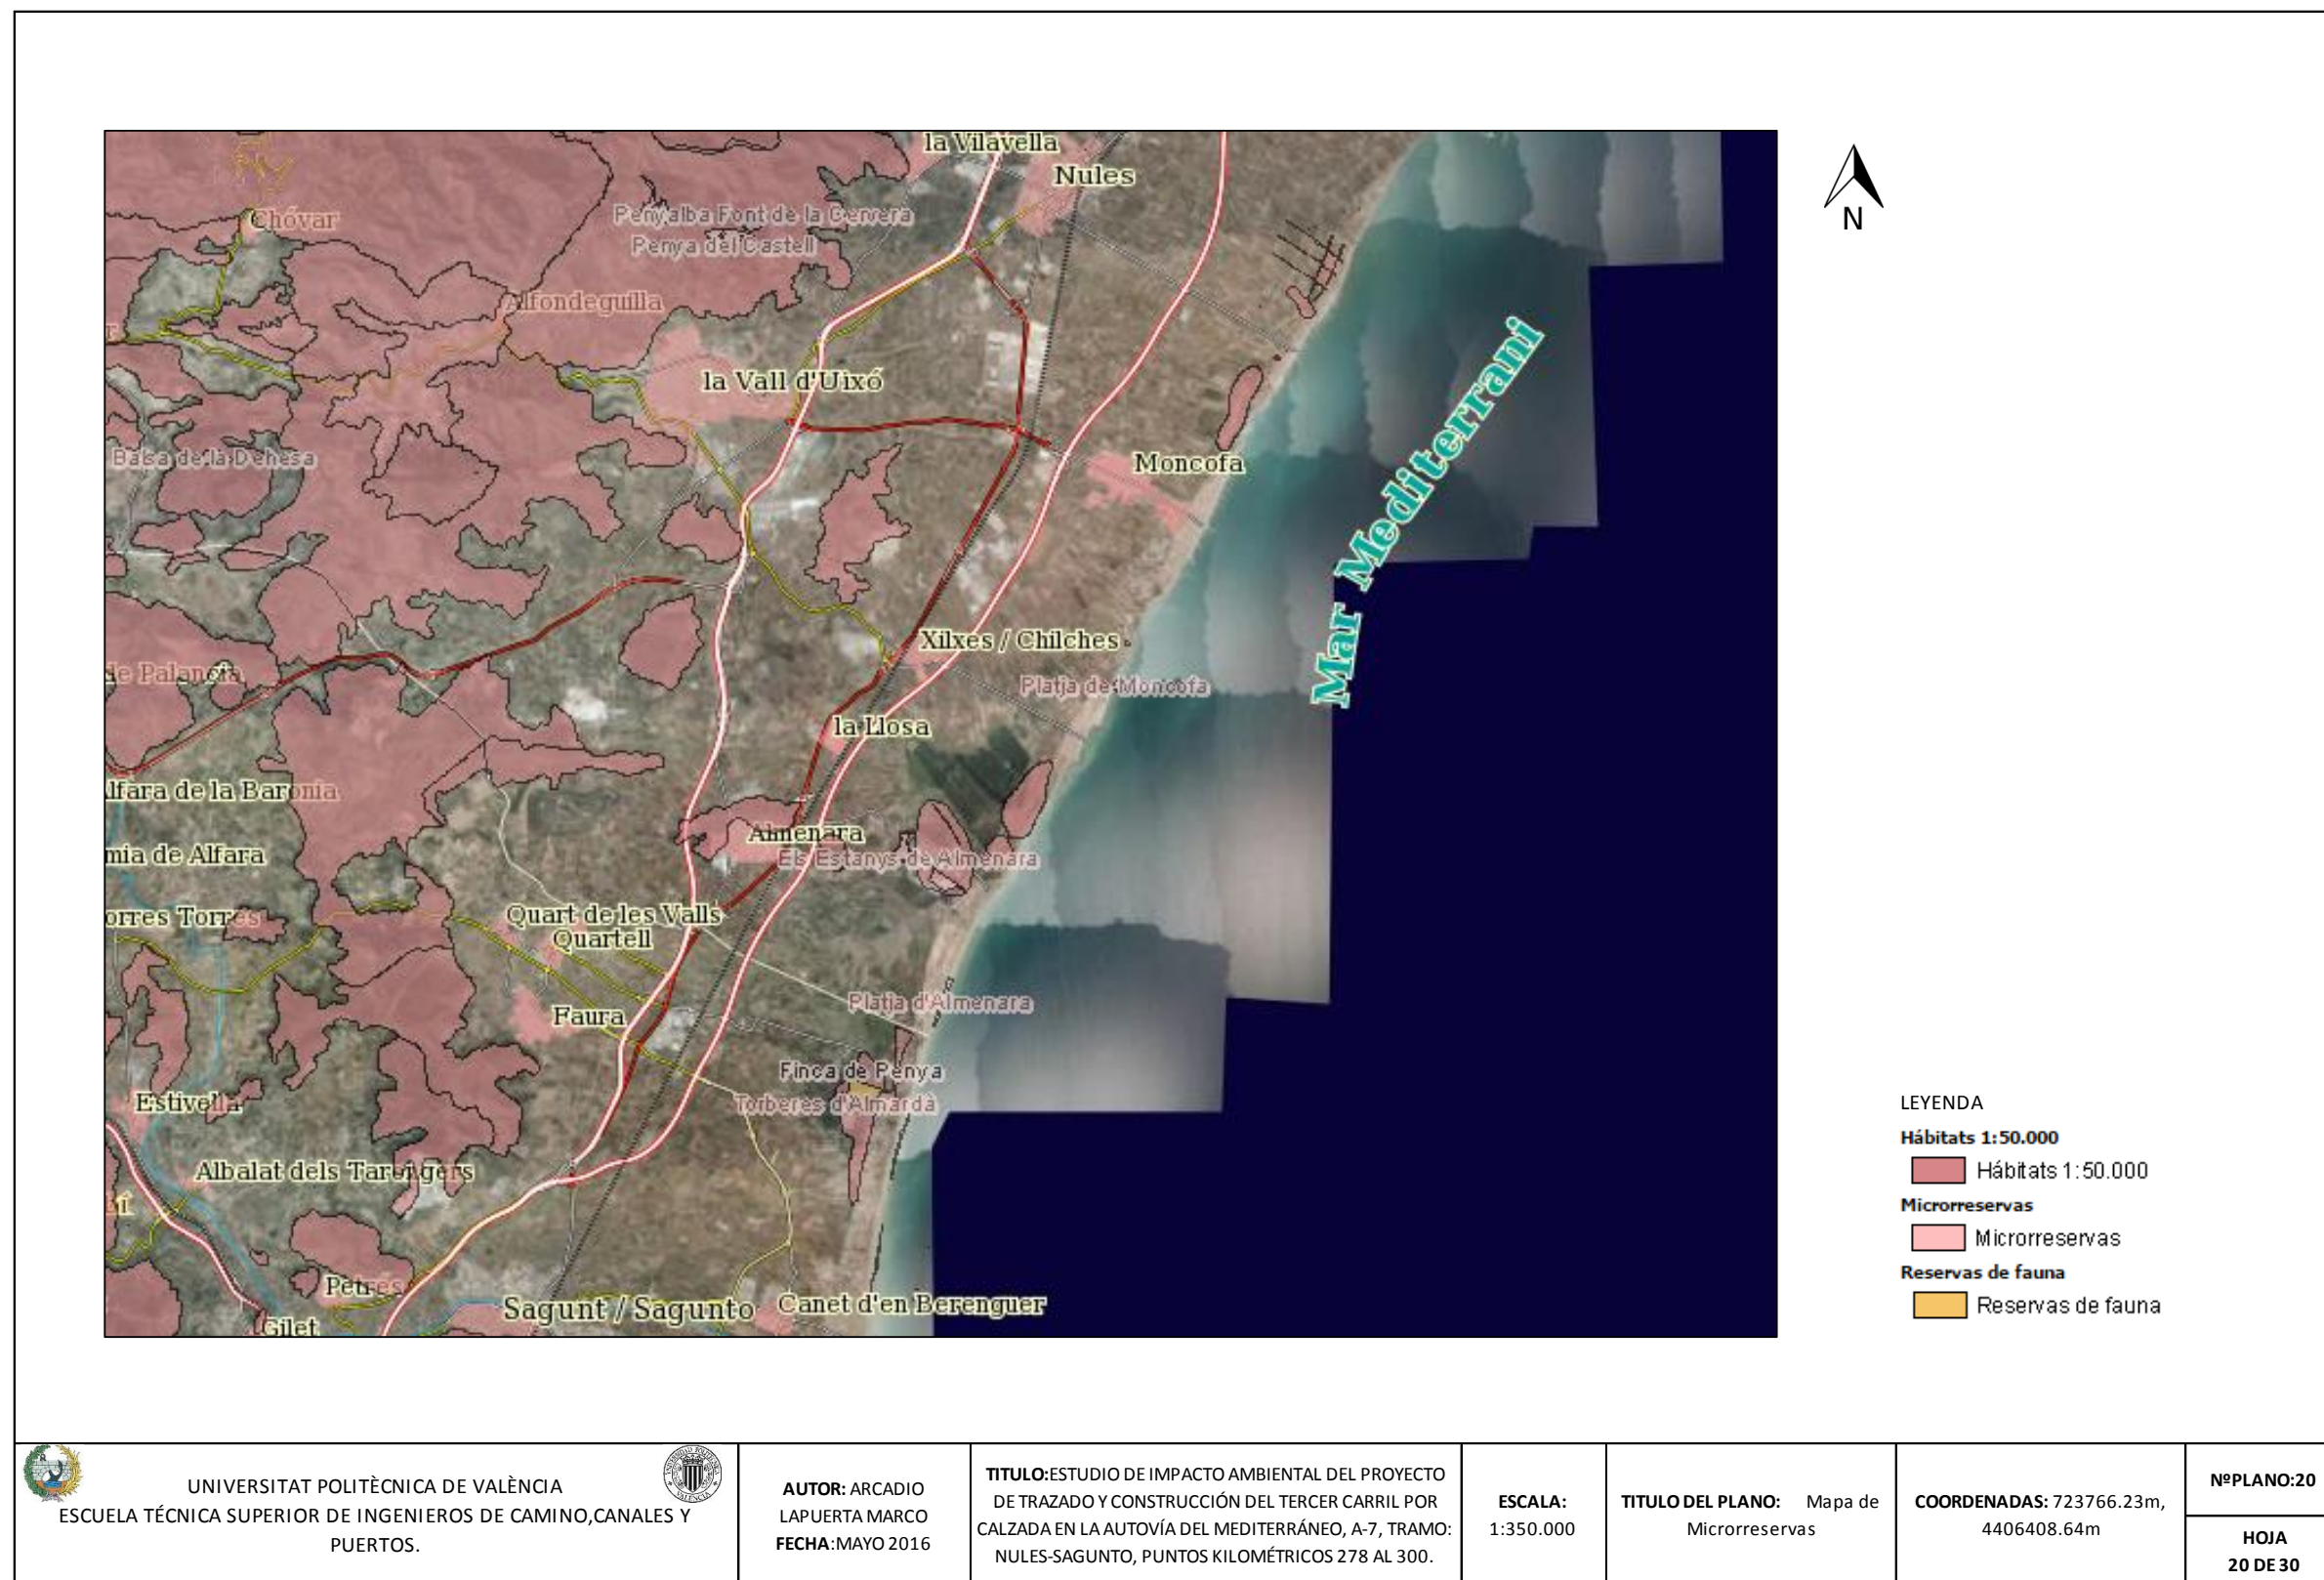 la Vilavella
Nules
Chóvar
Penyalba Font de la Cervera
Penya del Castell
Alfondeguilla
la Vall d'Uixó
Balsa de la Dehesa
Moncofa
Mar Mediterrani
Xilxes / Chilches
de Palancia
Platja de Moncofa
la Llosa
lfara de la Baronia
Almenara
mia de Alfara
Els Estanys de Almenara
orres Torres
Quart de les Valls
Quartell
Platja d'Almenara
Faura
Finca de Penya
Estivella
Torberes d'Almardà
Albalat dels Tarongers
Petrés
Sagunt / Sagunto
Canet d'en Berenguer
Gilet
N
LEYENDA
Hábitats 1:50.000
Hábitats 1:50.000
Microrreservas
Microrreservas
Reservas de fauna
Reservas de fauna
UNIVERSITAT POLITÈCNICA DE VALÈNCIA
ESCUELA TÉCNICA SUPERIOR DE INGENIEROS DE CAMINO,CANALES Y
PUERTOS.
AUTOR: ARCADIO
LAPUERTA MARCO
FECHA:MAYO 2016
TITULO:ESTUDIO DE IMPACTO AMBIENTAL DEL PROYECTO
DE TRAZADO Y CONSTRUCCIÓN DEL TERCER CARRIL POR
CALZADA EN LA AUTOVÍA DEL MEDITERRÁNEO, A-7, TRAMO:
NULES-SAGUNTO, PUNTOS KILOMÉTRICOS 278 AL 300.
ESCALA:
1:350.000
TITULO DEL PLANO: Mapa de
Microrreservas
COORDENADAS: 723766.23m,
4406408.64m
NºPLANO:20
HOJA
20 DE 30